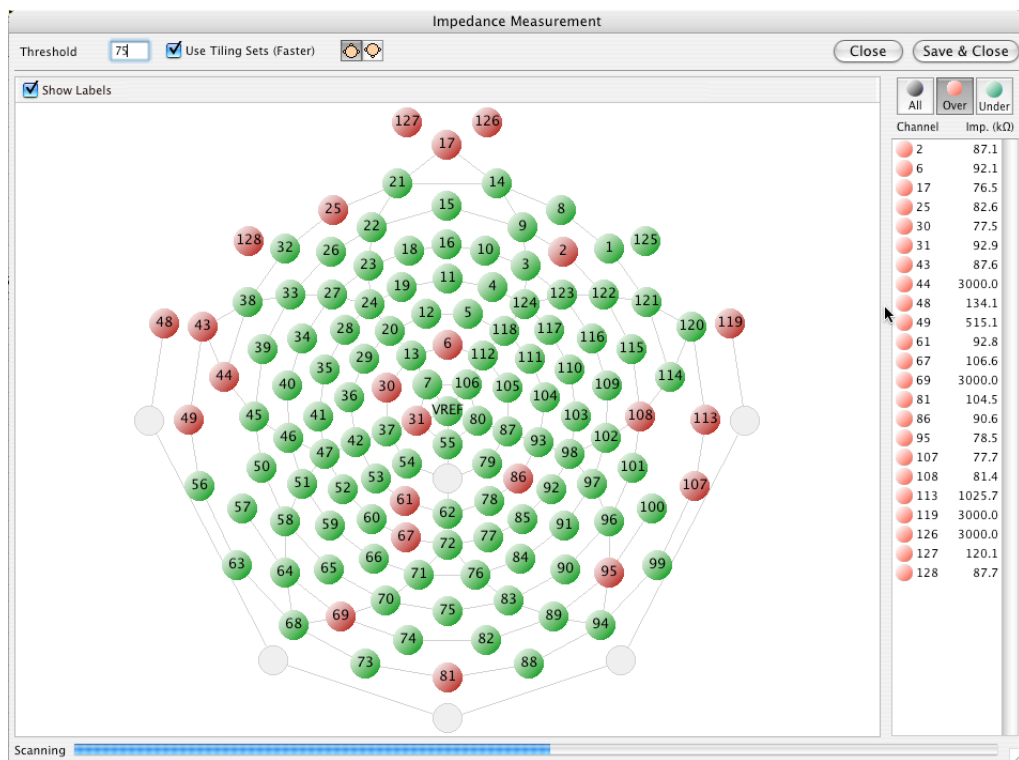 Impedance Measurement
Threshold 75 Use Tiling Sets (Faster) Close Save & Close
Show Labels
All Over Under
Channel Imp. (kΩ)
2 87.1
6 92.1
17 76.5
25 82.6
30 77.5
31 92.9
43 87.6
44 3000.0
48 134.1
49 515.1
61 92.8
67 106.6
69 3000.0
81 104.5
86 90.6
95 78.5
107 77.7
108 81.4
113 1025.7
119 3000.0
126 3000.0
127 120.1
128 87.7
127 126
17
21 14
25 15 8
22 9
128 32 26 18 16 10 2 1 125
23 3
38 33 27 19 11 4 124 123 122 121
24
48 43 28 20 12 5 118 117 120 119
39 34 13 6 112 116 115
29 111
44 35 30 7 106 105 110 114
40 36 104 109
49 45 41 31 VREF 80 103 108 113
46 42 37 55 87 93 102
47 98
50 54 79 101
56 51 52 53 86 92 97 107
57 61 62 78 100
58 59 60 85 91 96
67 72 77
63 64 65 66 71 76 84 90 95 99
70 83
68 69 75 89 94
74 82
73 88
81
Scanning